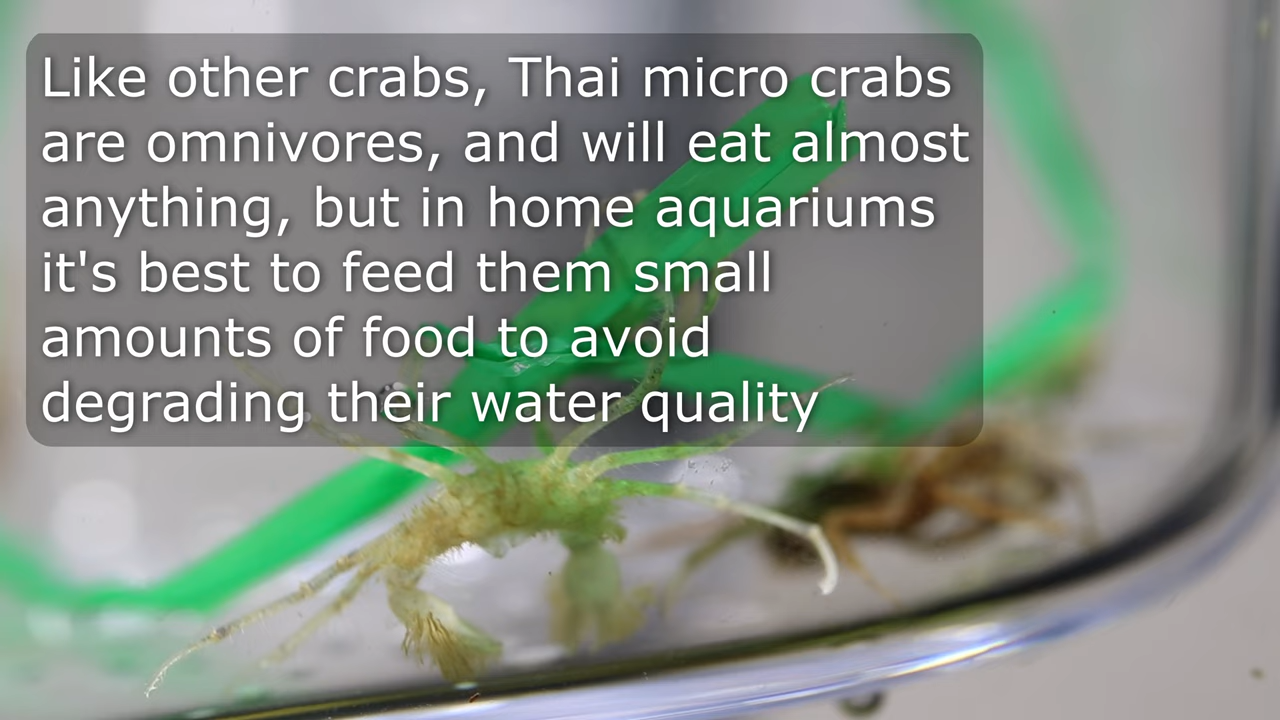 Like other crabs, Thai micro crabs
are omnivores, and will eat almost
anything, but in home aquariums
it's best to feed them small
amounts of food to avoid
degrading their water quality